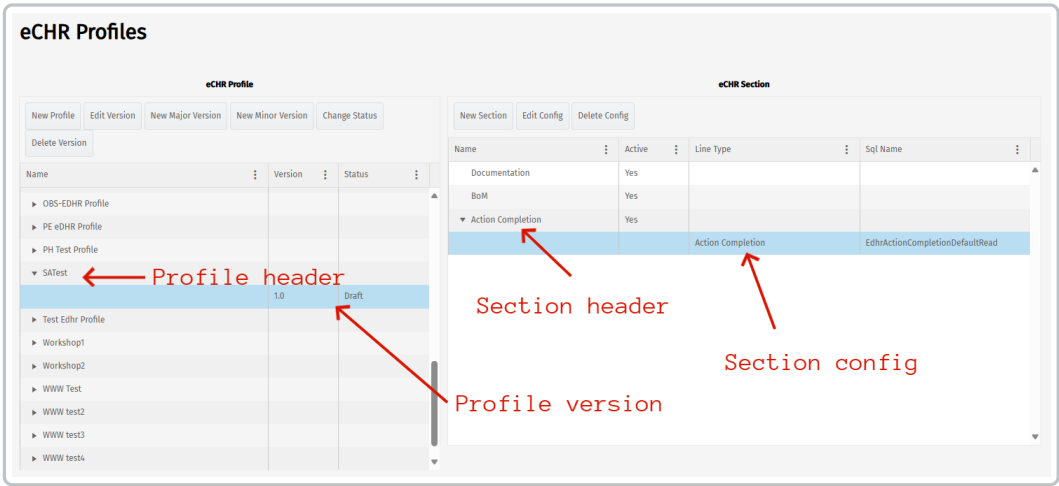 eCHR Profiles
eCHR Profile
New Profile Edit Version New Major Version New Minor Version Change Status
Delete Version
Name Version Status
OBS-EDHR Profile
PE eDHR Profile
PH Test Profile
SATest
Profile header
1.0 Draft
Test Edhr Profile
Workshop1
Workshop2
WWW Test
WWW test2
WWW test3
WWW test4
Profile version
eCHR Section
New Section Edit Config Delete Config
Name Active Line Type Sql Name
Documentation Yes
BoM Yes
Action Completion Yes
Action Completion EdhrActionCompletionDefaultRead
Section header
Section config